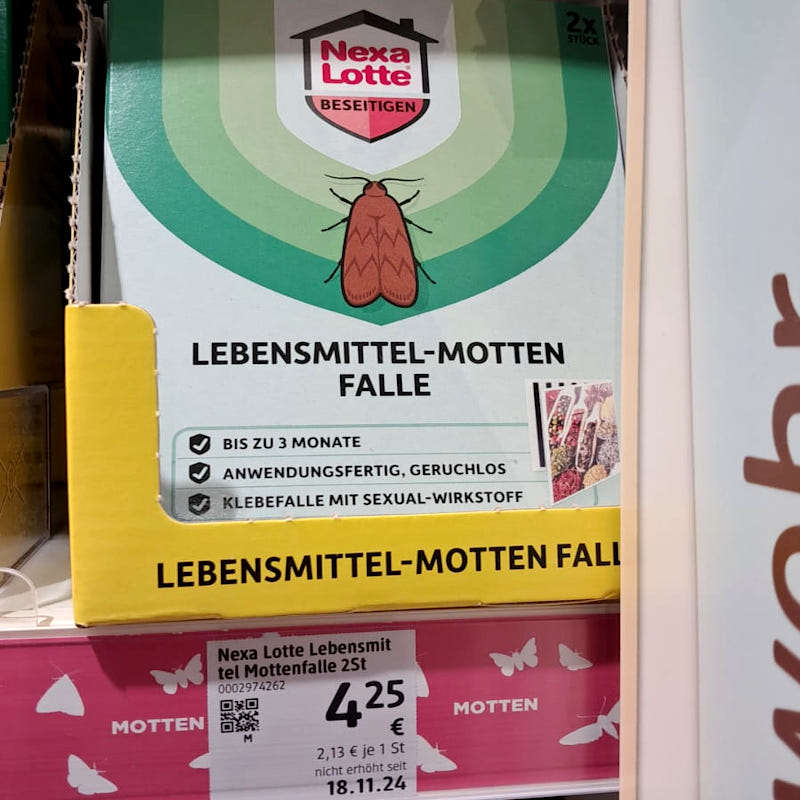 2x
STÜCK
Nexa
Lotte
BESEITIGEN
LEBENSMITTEL-MOTTEN
FALLE
BIS ZU 3 MONATE
ANWENDUNGSFERTIG, GERUCHLOS
KLEBEFALLE MIT SEXUAL-WIRKSTOFF
LEBENSMITTEL-MOTTEN FALL
Nexa Lotte Lebensmit
tel Mottenfalle 2St
0002974262
4 25
€
M
2,13 € je 1 St
nicht erhöht seit
18.11.24
MOTTEN
MOTTEN